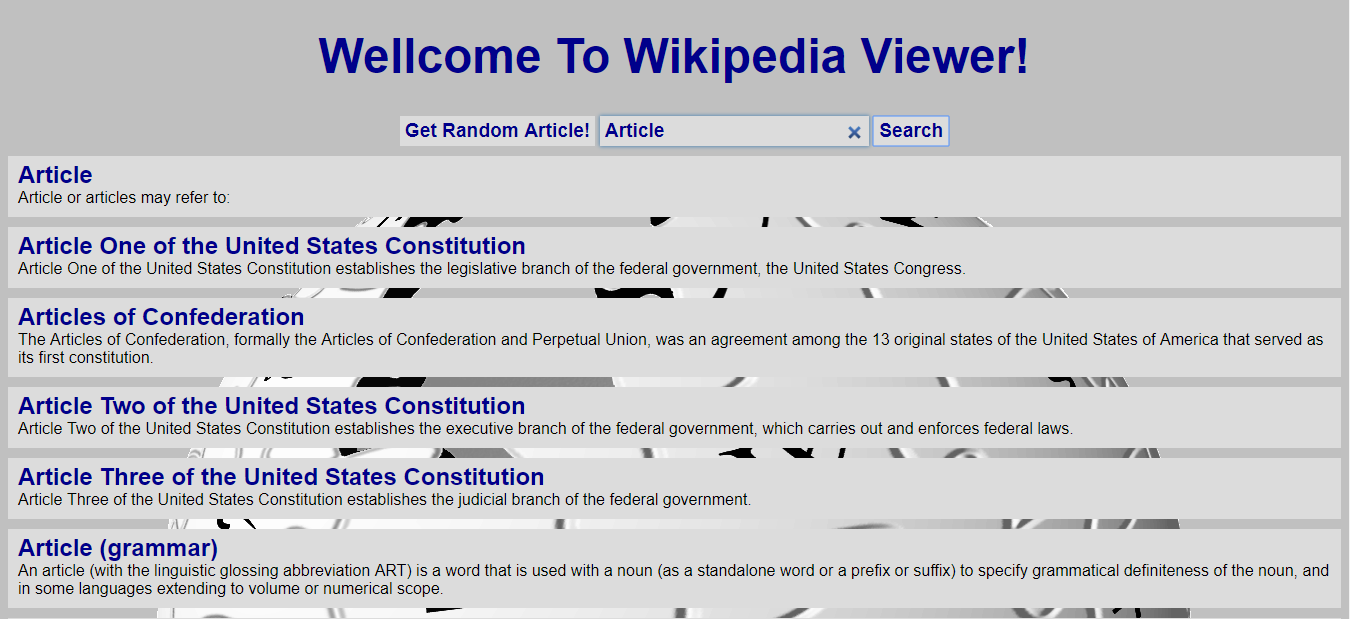 Wellcome To Wikipedia Viewer!
Get Random Article! Article × Search
Article
Article or articles may refer to:
Article One of the United States Constitution
Article One of the United States Constitution establishes the legislative branch of the federal government, the United States Congress.
Articles of Confederation
The Articles of Confederation, formally the Articles of Confederation and Perpetual Union, was an agreement among the 13 original states of the United States of America that served as
its first constitution.
Article Two of the United States Constitution
Article Two of the United States Constitution establishes the executive branch of the federal government, which carries out and enforces federal laws.
Article Three of the United States Constitution
Article Three of the United States Constitution establishes the judicial branch of the federal government.
Article (grammar)
An article (with the linguistic glossing abbreviation ART) is a word that is used with a noun (as a standalone word or a prefix or suffix) to specify grammatical definiteness of the noun, and
in some languages extending to volume or numerical scope.